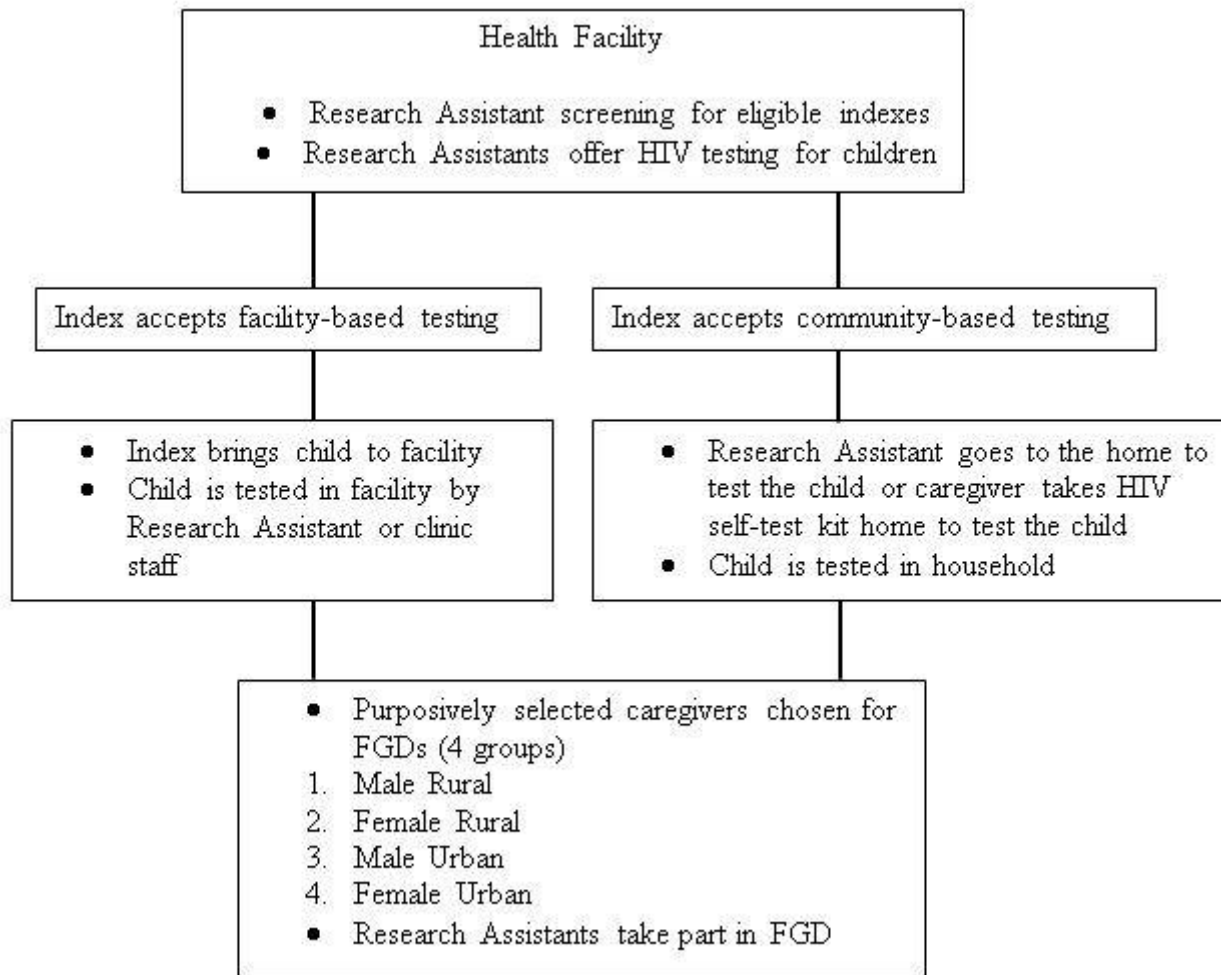 Health Facility
● Research Assistant screening for eligible indexes
● Research Assistants offer HIV testing for children
Index accepts facility-based testing
Index accepts community-based testing
● Index brings child to facility
● Child is tested in facility by
Research Assistant or clinic
staff
● Research Assistant goes to the home to
test the child or caregiver takes HIV
self-test kit home to test the child
● Child is tested in household
● Purposively selected caregivers chosen for
FGDs (4 groups)
1. Male Rural
2. Female Rural
3. Male Urban
4. Female Urban
● Research Assistants take part in FGD